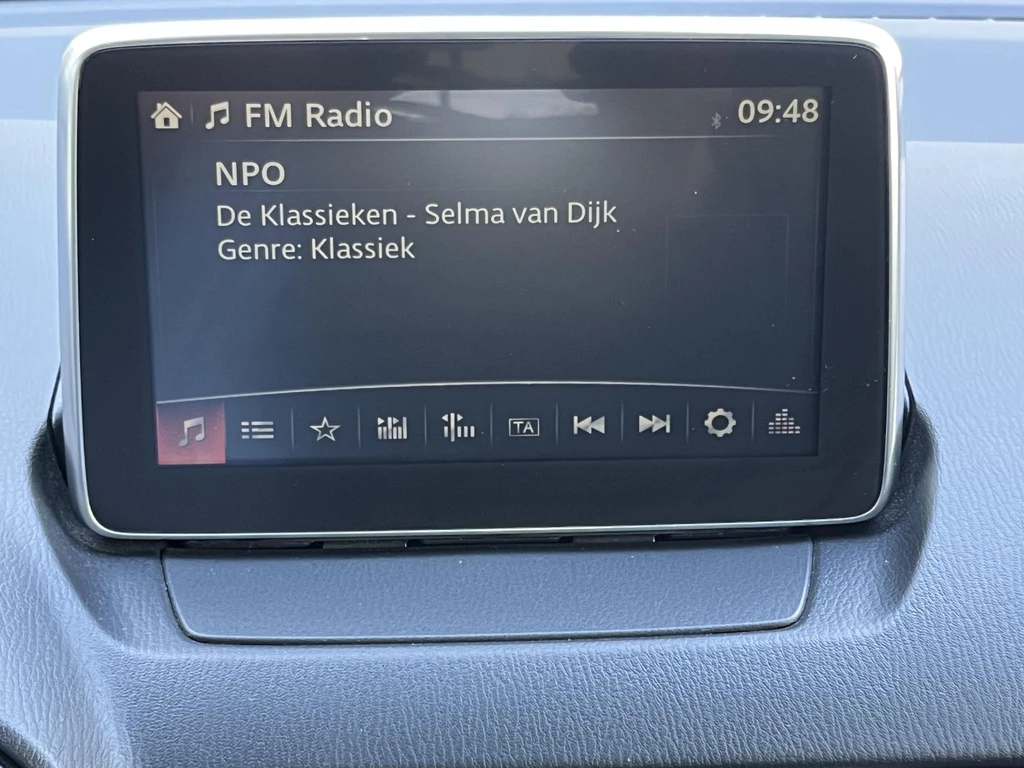 FM Radio
09:48
NPO
De Klassieken - Selma van Dijk
Genre: Klassiek
TA